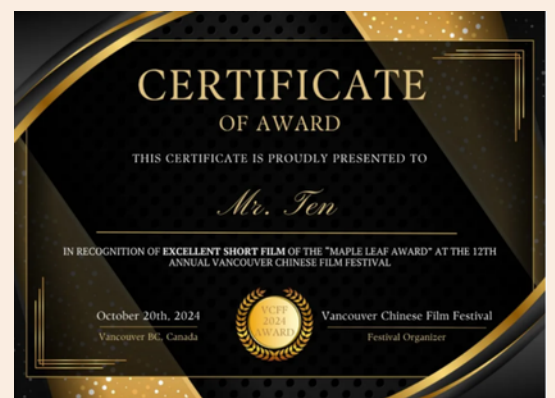 CERTIFICATE
OF AWARD
THIS CERTIFICATE IS PROUDLY PRESENTED TO
Mr. Ten
IN RECOGNITION OF EXCELLENT SHORT FILM OF THE "MAPLE LEAF AWARD" AT THE 12TH
ANNUAL VANCOUVER CHINESE FILM FESTIVAL
October 20th, 2024
Vancouver BC, Canada
VCFF
2024
AWARD
Vancouver Chinese Film Festival
Festival Organizer